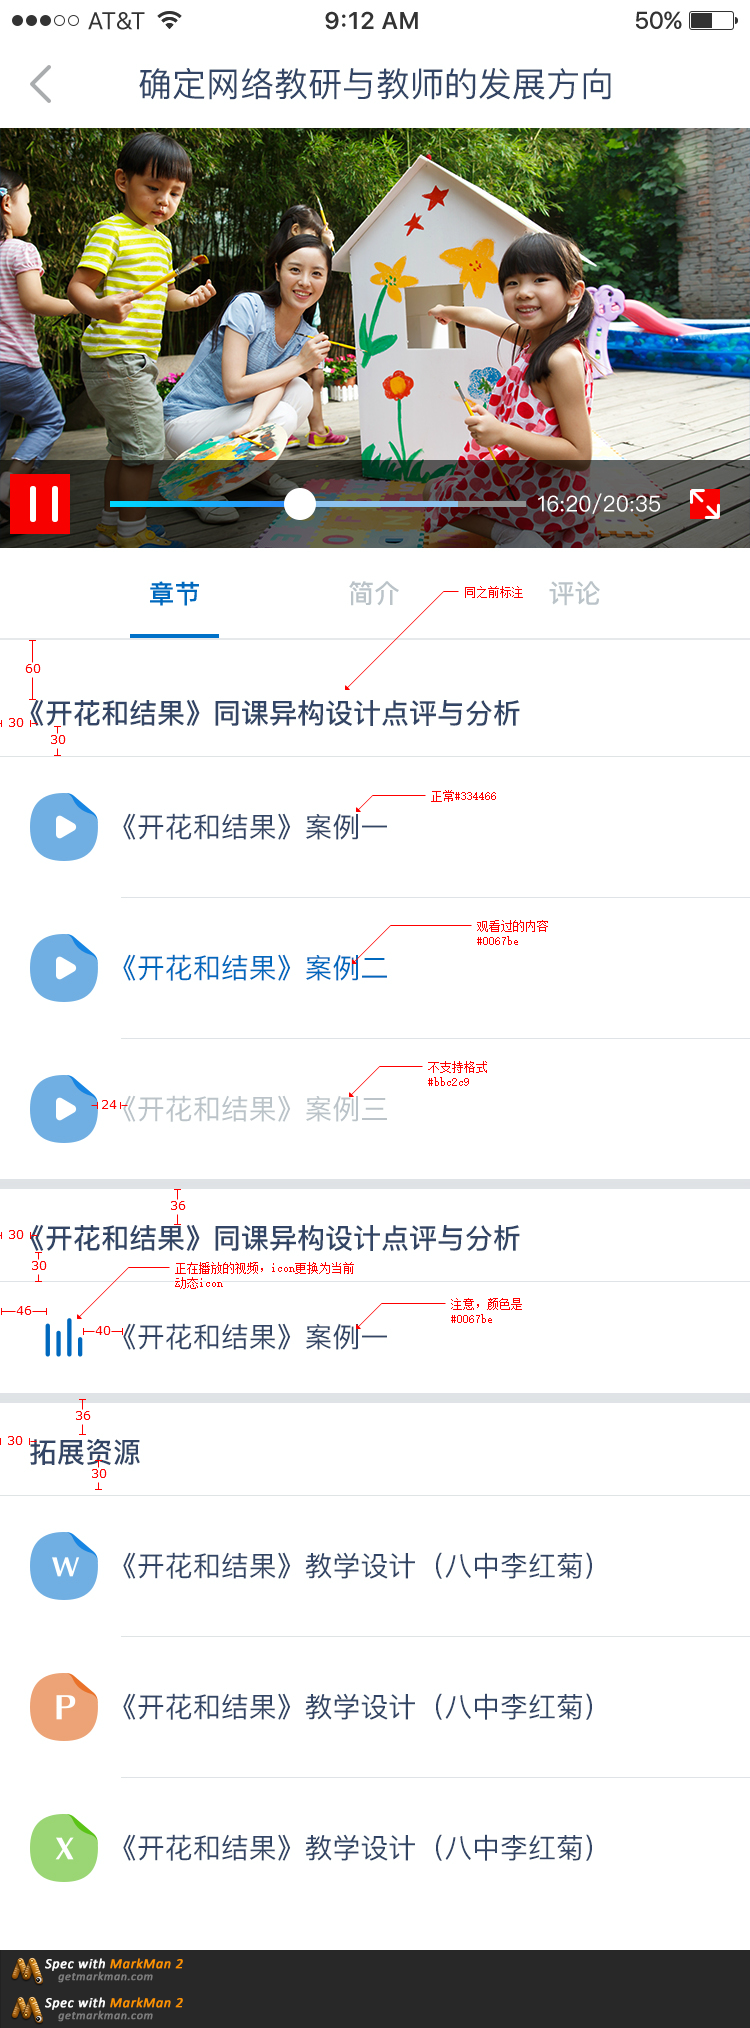 AT&T 9:12 AM 50%
确定网络教研与教师的发展方向
16:20/20:35
章节 简介 评论
同之前标注
60
30
《开花和结果》同课异构设计点评与分析
30
正常#334466
《开花和结果》案例一
观看过的内容
#0067be
《开花和结果》案例二
不支持格式
#bbc2c9
24
《开花和结果》案例三
36
30
《开花和结果》同课异构设计点评与分析
30
正在播放的视频，icon更换为当前
动态icon
46
注意，颜色是
#0067be
40
《开花和结果》案例一
36
30
拓展资源
30
W
《开花和结果》教学设计（八中李红菊）
P
《开花和结果》教学设计（八中李红菊）
X
《开花和结果》教学设计（八中李红菊）
Spec with MarkMan 2
getmarkman.com
Spec with MarkMan 2
getmarkman.com